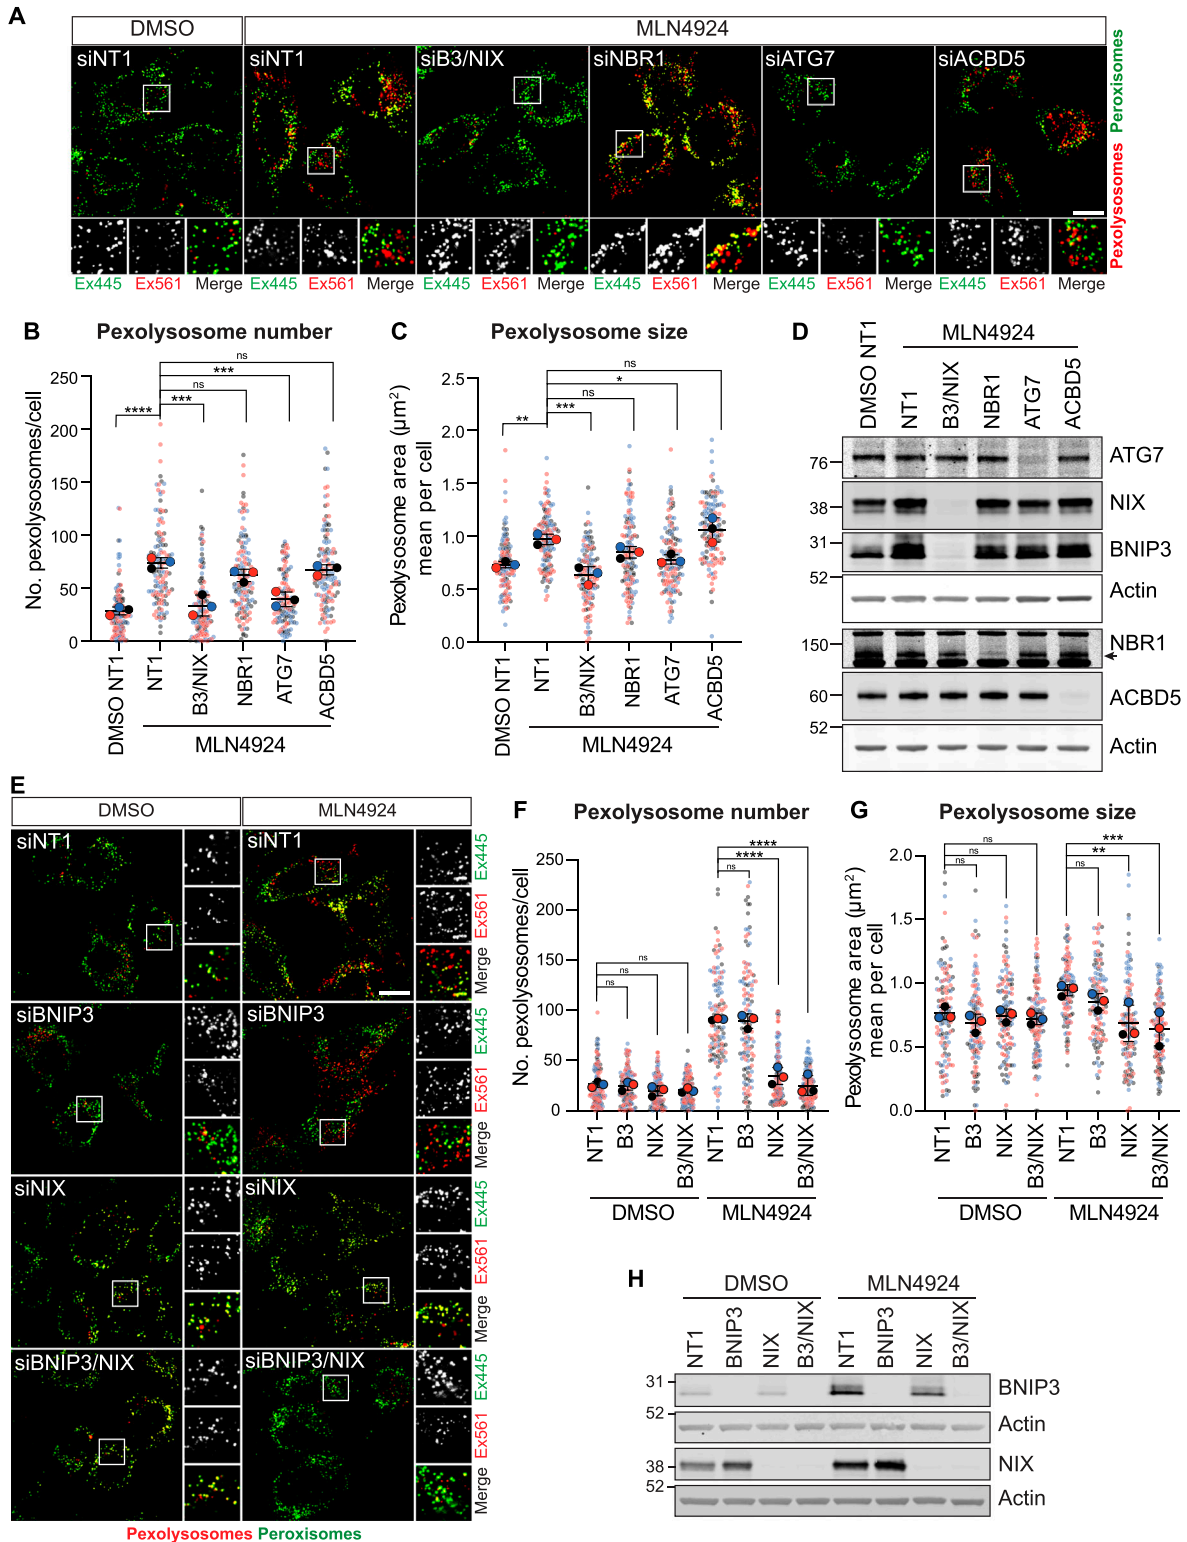 A
DMSO MLN4924
siNT1 siNT1 siB3/NIX siNBR1 siATG7 siACBD5
Pexolysosomes Peroxisomes
Ex445 Ex561 Merge Ex445 Ex561 Merge Ex445 Ex561 Merge Ex445 Ex561 Merge Ex445 Ex561 Merge Ex445 Ex561 Merge
B Pexolysosome number
No. pexolysosomes/cell
250
200
150
100
50
0
**** *** ns *** ns
DMSO NT1 NT1 B3/NIX NBR1 ATG7 ACBD5
MLN4924
C Pexolysosome size
Pexolysosome area (µm²)
mean per cell
2.5
2.0
1.5
1.0
0.5
0.0
** *** ns * ns
DMSO NT1 NT1 B3/NIX NBR1 ATG7 ACBD5
MLN4924
D
MLN4924
DMSO NT1 NT1 B3/NIX NBR1 ATG7 ACBD5
76 ATG7
38 NIX
31 BNIP3
52 Actin
150 NBR1
60 ACBD5
52 Actin
E
DMSO MLN4924
siNT1 siNT1
Ex445
Ex561
Merge
siBNIP3 siBNIP3
Ex445
Ex561
Merge
siNIX siNIX
Ex445
Ex561
Merge
siBNIP3/NIX siBNIP3/NIX
Ex445
Ex561
Merge
Pexolysosomes Peroxisomes
F Pexolysosome number
No. pexolysosomes/cell
250
200
150
100
50
0
ns ns ns ns **** ****
NT1 B3 NIX B3/NIX NT1 B3 NIX B3/NIX
DMSO MLN4924
G Pexolysosome size
Pexolysosome area (µm²)
mean per cell
2.0
1.5
1.0
0.5
0.0
ns ns ns ns ** ***
NT1 B3 NIX B3/NIX NT1 B3 NIX B3/NIX
DMSO MLN4924
H
DMSO MLN4924
NT1 BNIP3 NIX B3/NIX NT1 BNIP3 NIX B3/NIX
31 BNIP3
52 Actin
38 NIX
52 Actin